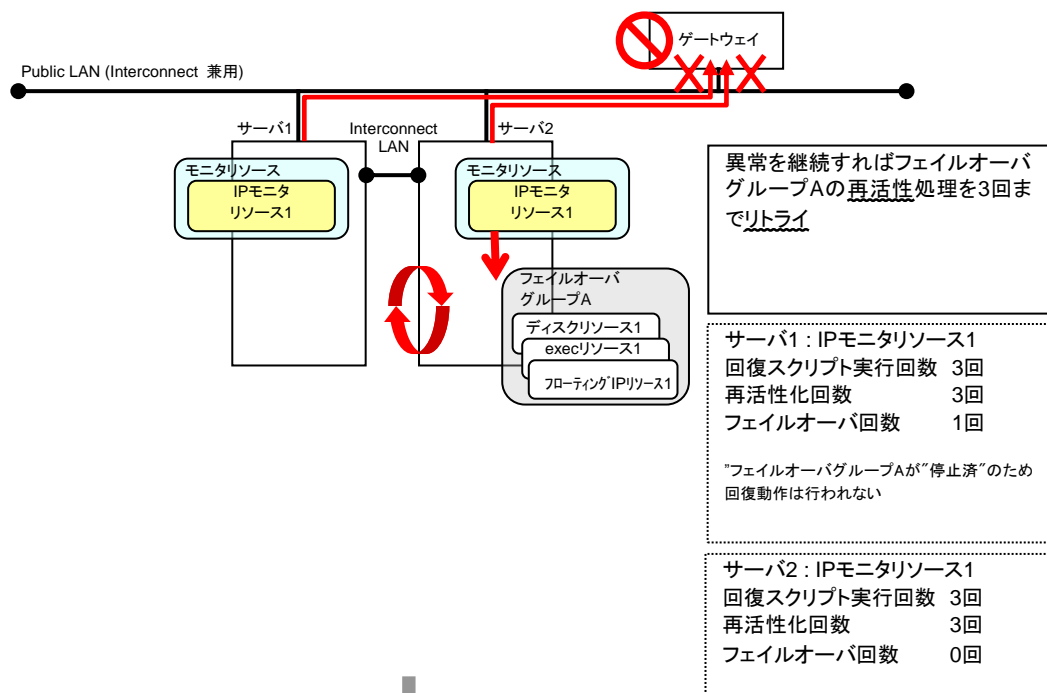 ゲートウェイ
Public LAN (Interconnect 兼用)
サーバ1
Interconnect
LAN
サーバ2
モニタリソース
IPモニタ
リソース1
モニタリソース
IPモニタ
リソース1
フェイルオーバ
グループA
ディスクリソース1
execリソース1
フローティングIPリソース1
異常を継続すればフェイルオーバ
グループAの再活性処理を3回ま
でリトライ
サーバ1 : IPモニタリソース1
回復スクリプト実行回数 3回
再活性化回数 3回
フェイルオーバ回数 1回
"フェイルオーバグループAが"停止済"のため
回復動作は行われない
サーバ2 : IPモニタリソース1
回復スクリプト実行回数 3回
再活性化回数 3回
フェイルオーバ回数 0回